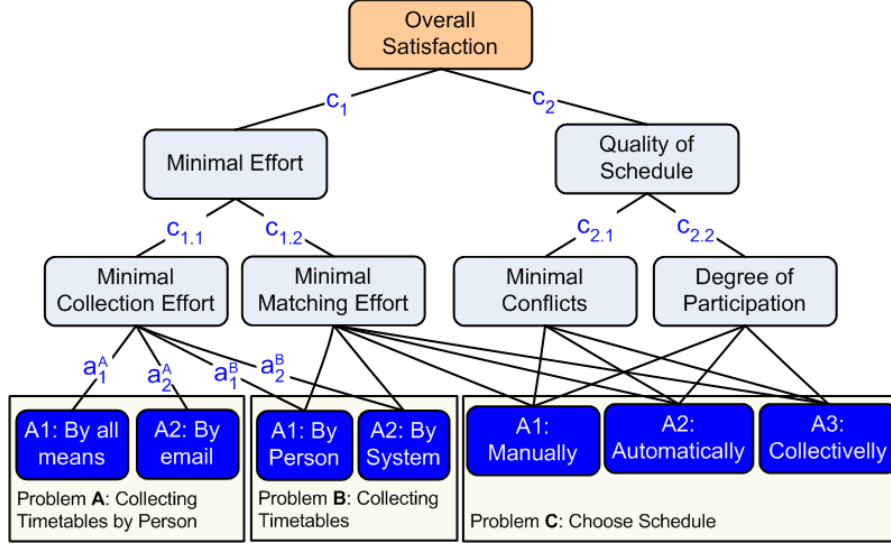 Overall
Satisfaction
c1
c2
Minimal Effort
Quality of
Schedule
c1.1
c1.2
c2.1
c2.2
Minimal
Collection Effort
Minimal
Matching Effort
Minimal
Conflicts
Degree of
Participation
a1A
a2A
a1B
a2B
A1: By all
means
A2: By
email
A1: By
Person
A2: By
System
A1:
Manually
A2:
Automatically
A3:
Collectivelly
Problem A: Collecting
Timetables by Person
Problem B: Collecting
Timetables
Problem C: Choose Schedule